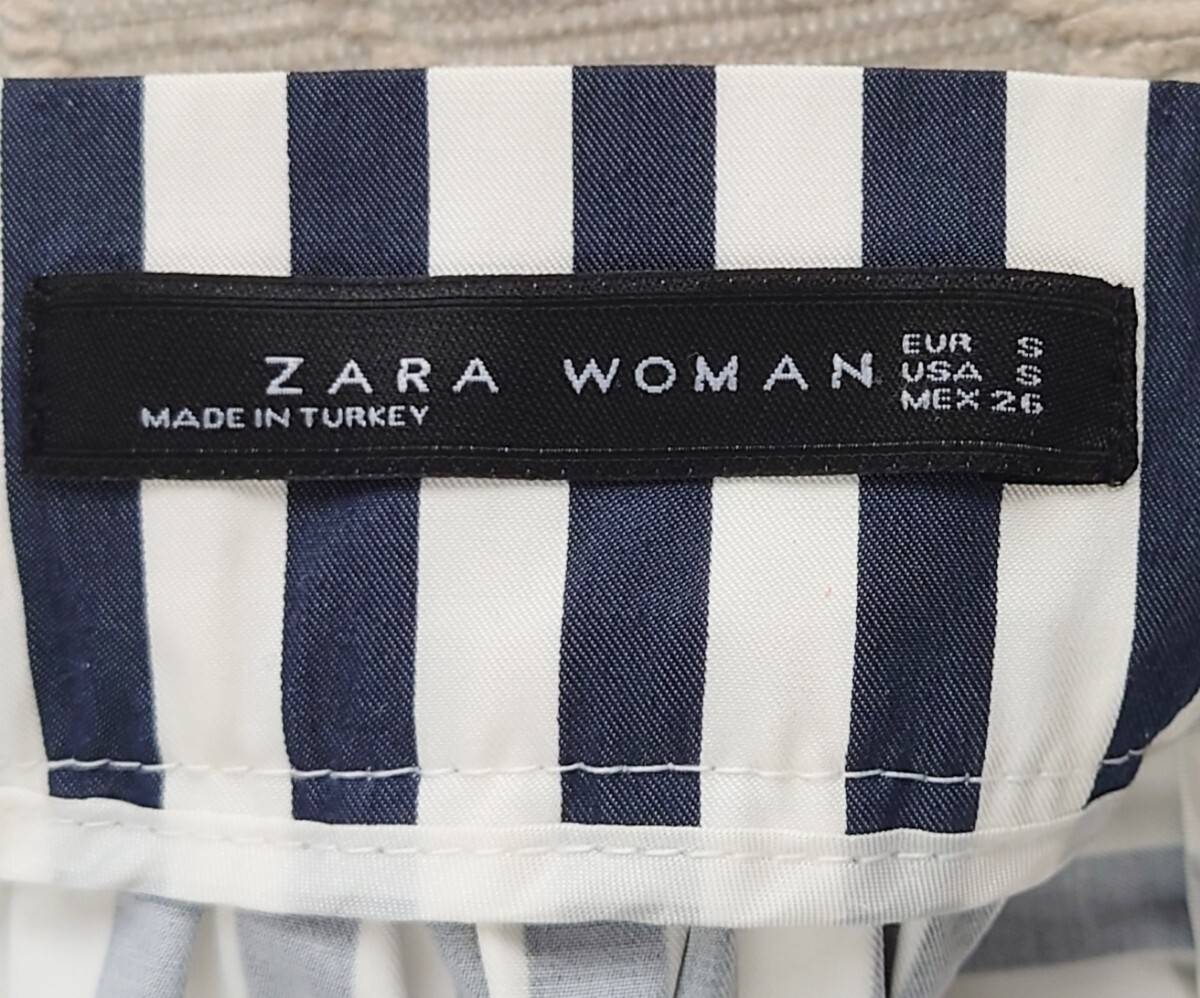 ZARA WOMAN
MADE IN TURKEY
EUR S
USA S
MEX 26